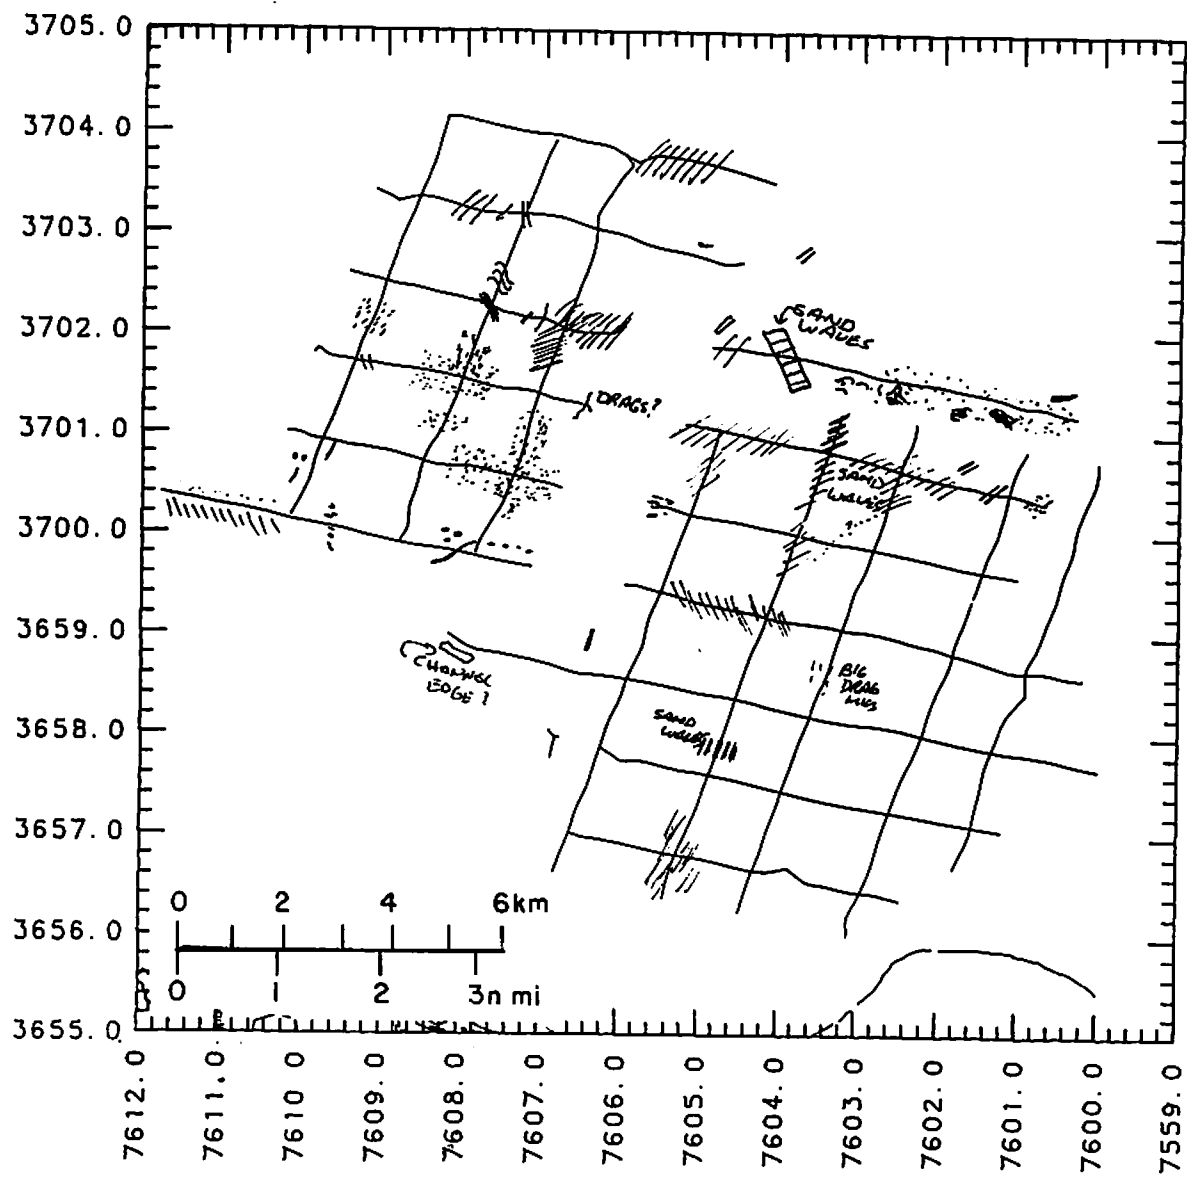 3705. 0
3704. 0
3703. 0
3702. 0
3701. 0
3700. 0
3659. 0
3658. 0
3657. 0
3656. 0
3655. 0
SAND
WAVES
DRAGS?
SAND
WAVES
CHANNEL
EDGE?
BIG
DRAG
MKS
SAND
WAVES
0 2 4 6km
0 1 2 3n mi
7612. 0
7611. 0
7610. 0
7609. 0
7608. 0
7607. 0
7606. 0
7605. 0
7604. 0
7603. 0
7602. 0
7601. 0
7600. 0
7559. 0